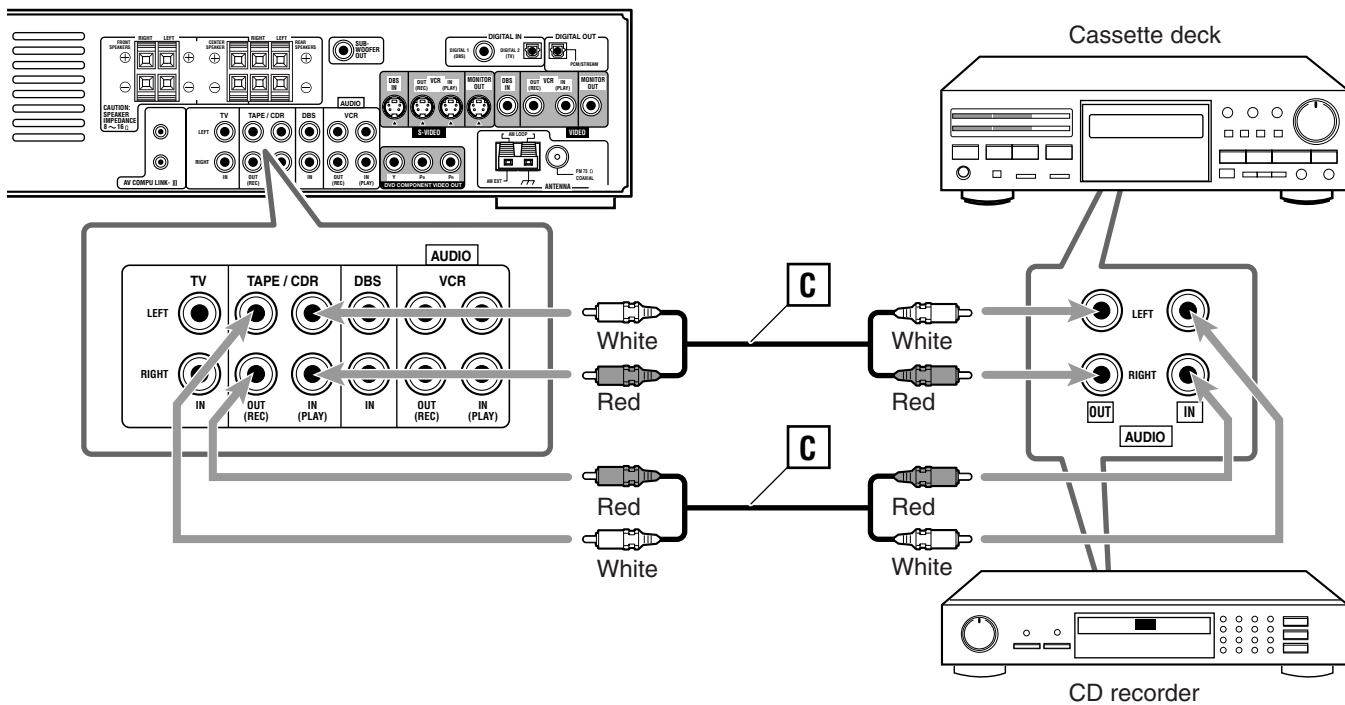 FRONT SPEAKERS
RIGHT LEFT
CENTER SPEAKER
RIGHT LEFT
REAR SPEAKERS
SUB-WOOFER OUT
DIGITAL IN
DIGITAL 1 (DBS)
DIGITAL 2 (TV)
DIGITAL OUT
PCM/STREAM
CAUTION: SPEAKER IMPEDANCE 8 ~ 16 Ω
DBS IN
OUT (REC) VCR IN (PLAY)
MONITOR OUT
DBS IN
OUT (REC) VCR IN (PLAY)
MONITOR OUT
S-VIDEO
VIDEO
AUDIO
TV TAPE / CDR DBS VCR
LEFT
RIGHT
IN OUT (REC) IN (PLAY) IN OUT (REC) IN (PLAY)
AV COMPU LINK- III
Y PB PR
DVD COMPONENT VIDEO OUT
AM LOOP
AM EXT
FM 75 Ω COAXIAL
ANTENNA
Cassette deck
AUDIO
TV TAPE / CDR DBS VCR
LEFT
RIGHT
IN OUT (REC) IN (PLAY) IN OUT (REC) IN (PLAY)
C
White White
Red Red
C
Red Red
White White
LEFT
RIGHT
OUT IN
AUDIO
CD recorder